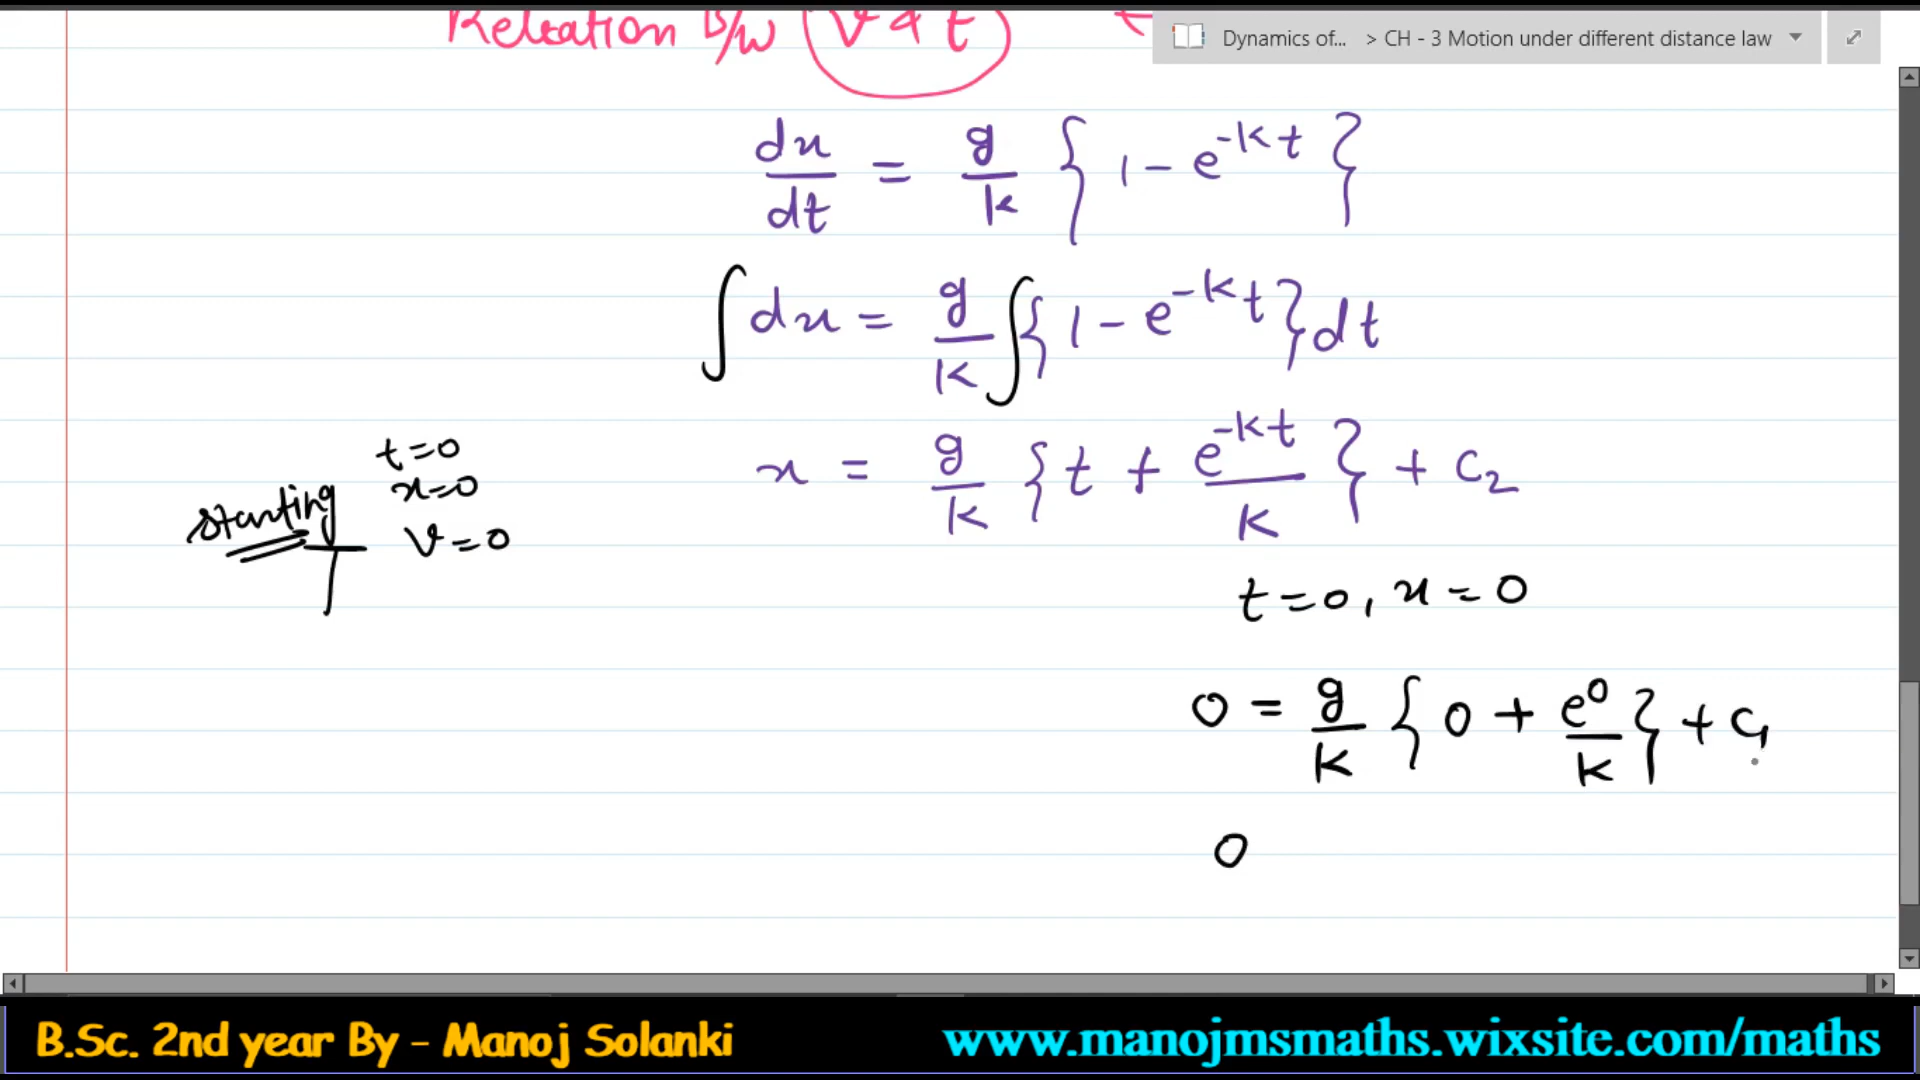 Relation B/w v & t
Dynamics of... > CH - 3 Motion under different distance law
dx/dt = g/k { 1 - e^-kt }
∫ dx = g/k ∫ { 1 - e^-kt } dt
x = g/k { t + e^-kt/k } + c₂
t=0
x=0
starting
v=0
t=0, x=0
0 = g/k { 0 + e⁰/k } + c₁
0
B.Sc. 2nd year By - Manoj Solanki
www.manojmsmaths.wixsite.com/maths